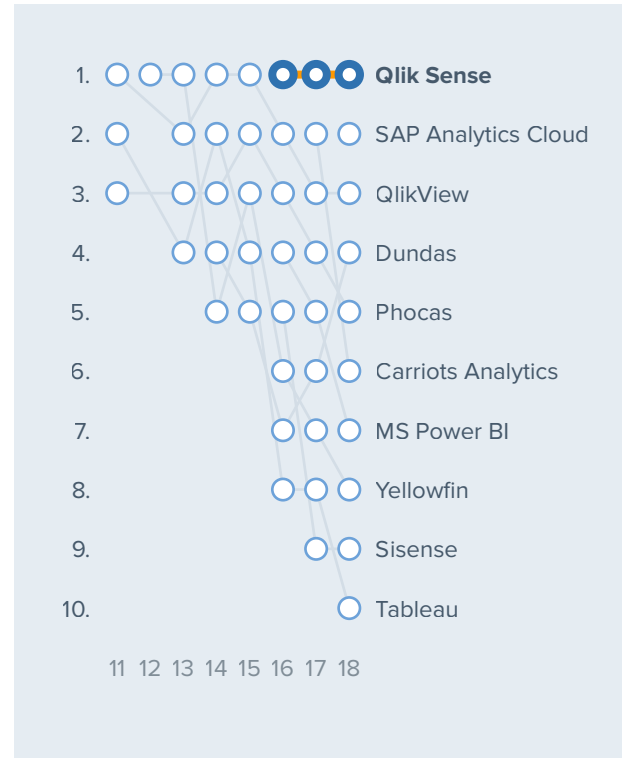 1. Qlik Sense
2. SAP Analytics Cloud
3. QlikView
4. Dundas
5. Phocas
6. Carriots Analytics
7. MS Power BI
8. Yellowfin
9. Sisense
10. Tableau
11 12 13 14 15 16 17 18